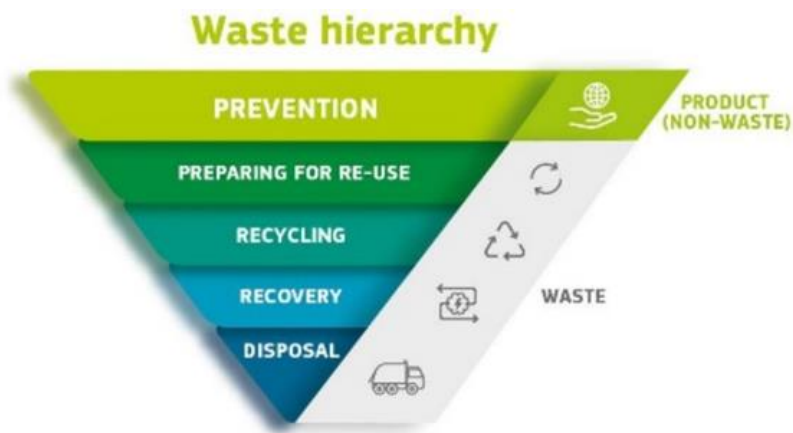 Waste hierarchy
PREVENTION
PRODUCT
(NON-WASTE)
PREPARING FOR RE-USE
RECYCLING
RECOVERY
WASTE
DISPOSAL